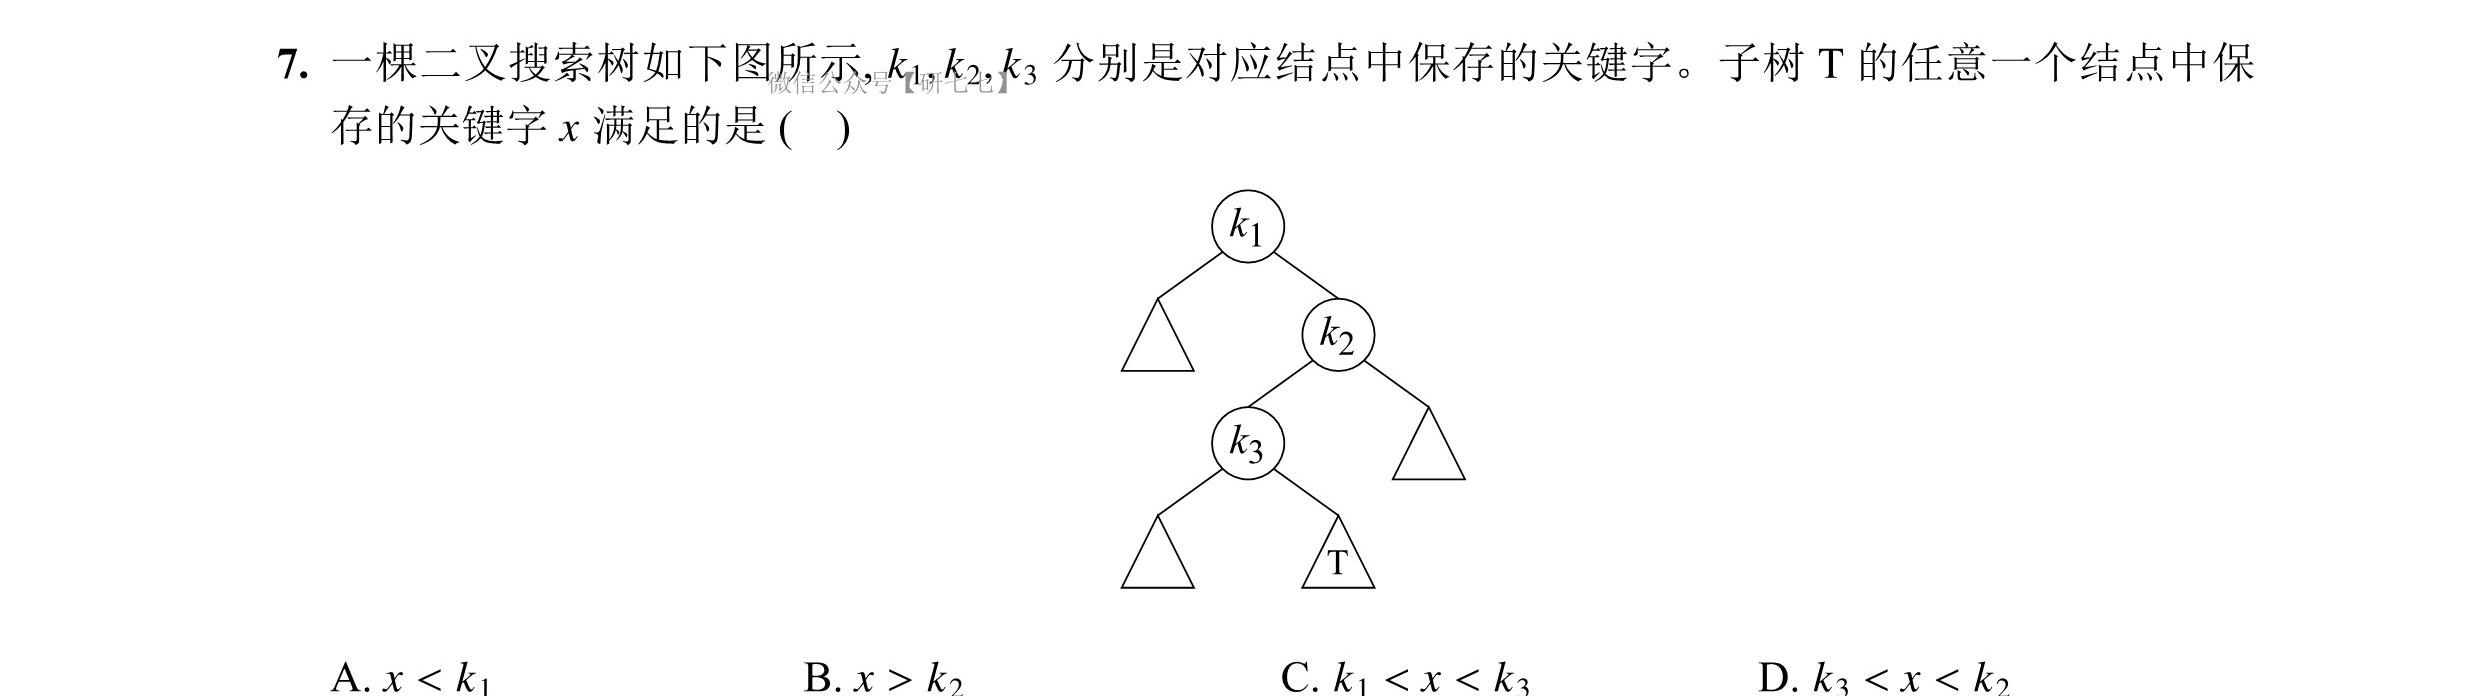 7. 一棵二叉搜索树如下图所示, k1, k2, k3 分别是对应结点中保存的关键字。子树 T 的任意一个结点中保
微信公众号【研七七】
存的关键字 x 满足的是 ( )
k1
k2
k3
T
A. x < k1 B. x > k2 C. k1 < x < k3 D. k3 < x < k2